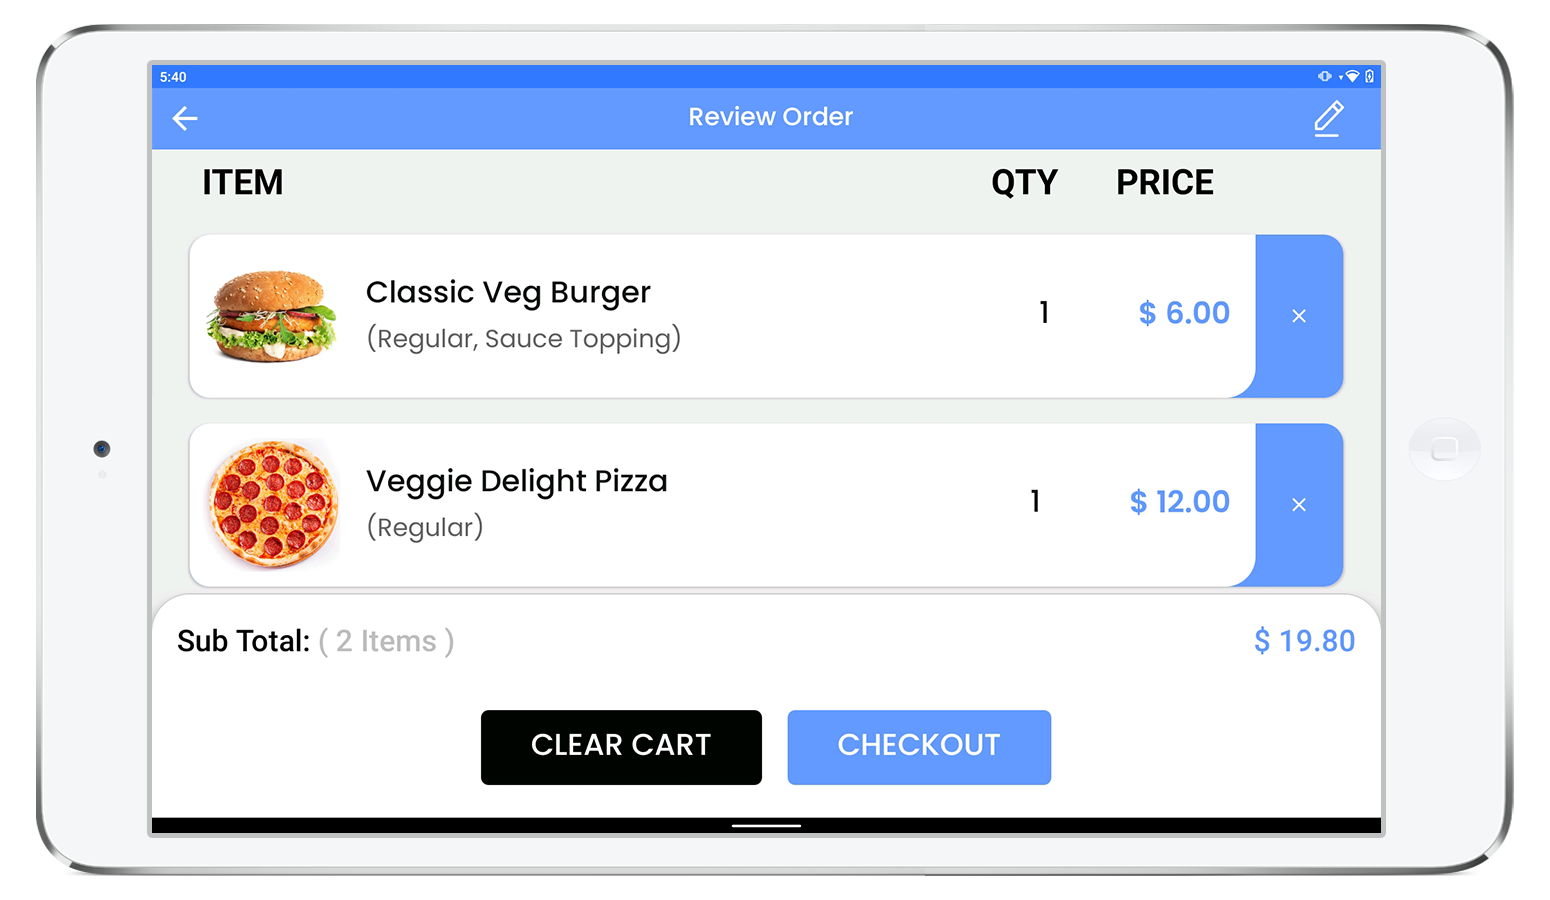 5:40
Review Order
ITEM QTY PRICE
Classic Veg Burger
(Regular, Sauce Topping)
1 $ 6.00 ×
Veggie Delight Pizza
(Regular)
1 $ 12.00 ×
Sub Total: ( 2 Items ) $ 19.80
CLEAR CART CHECKOUT